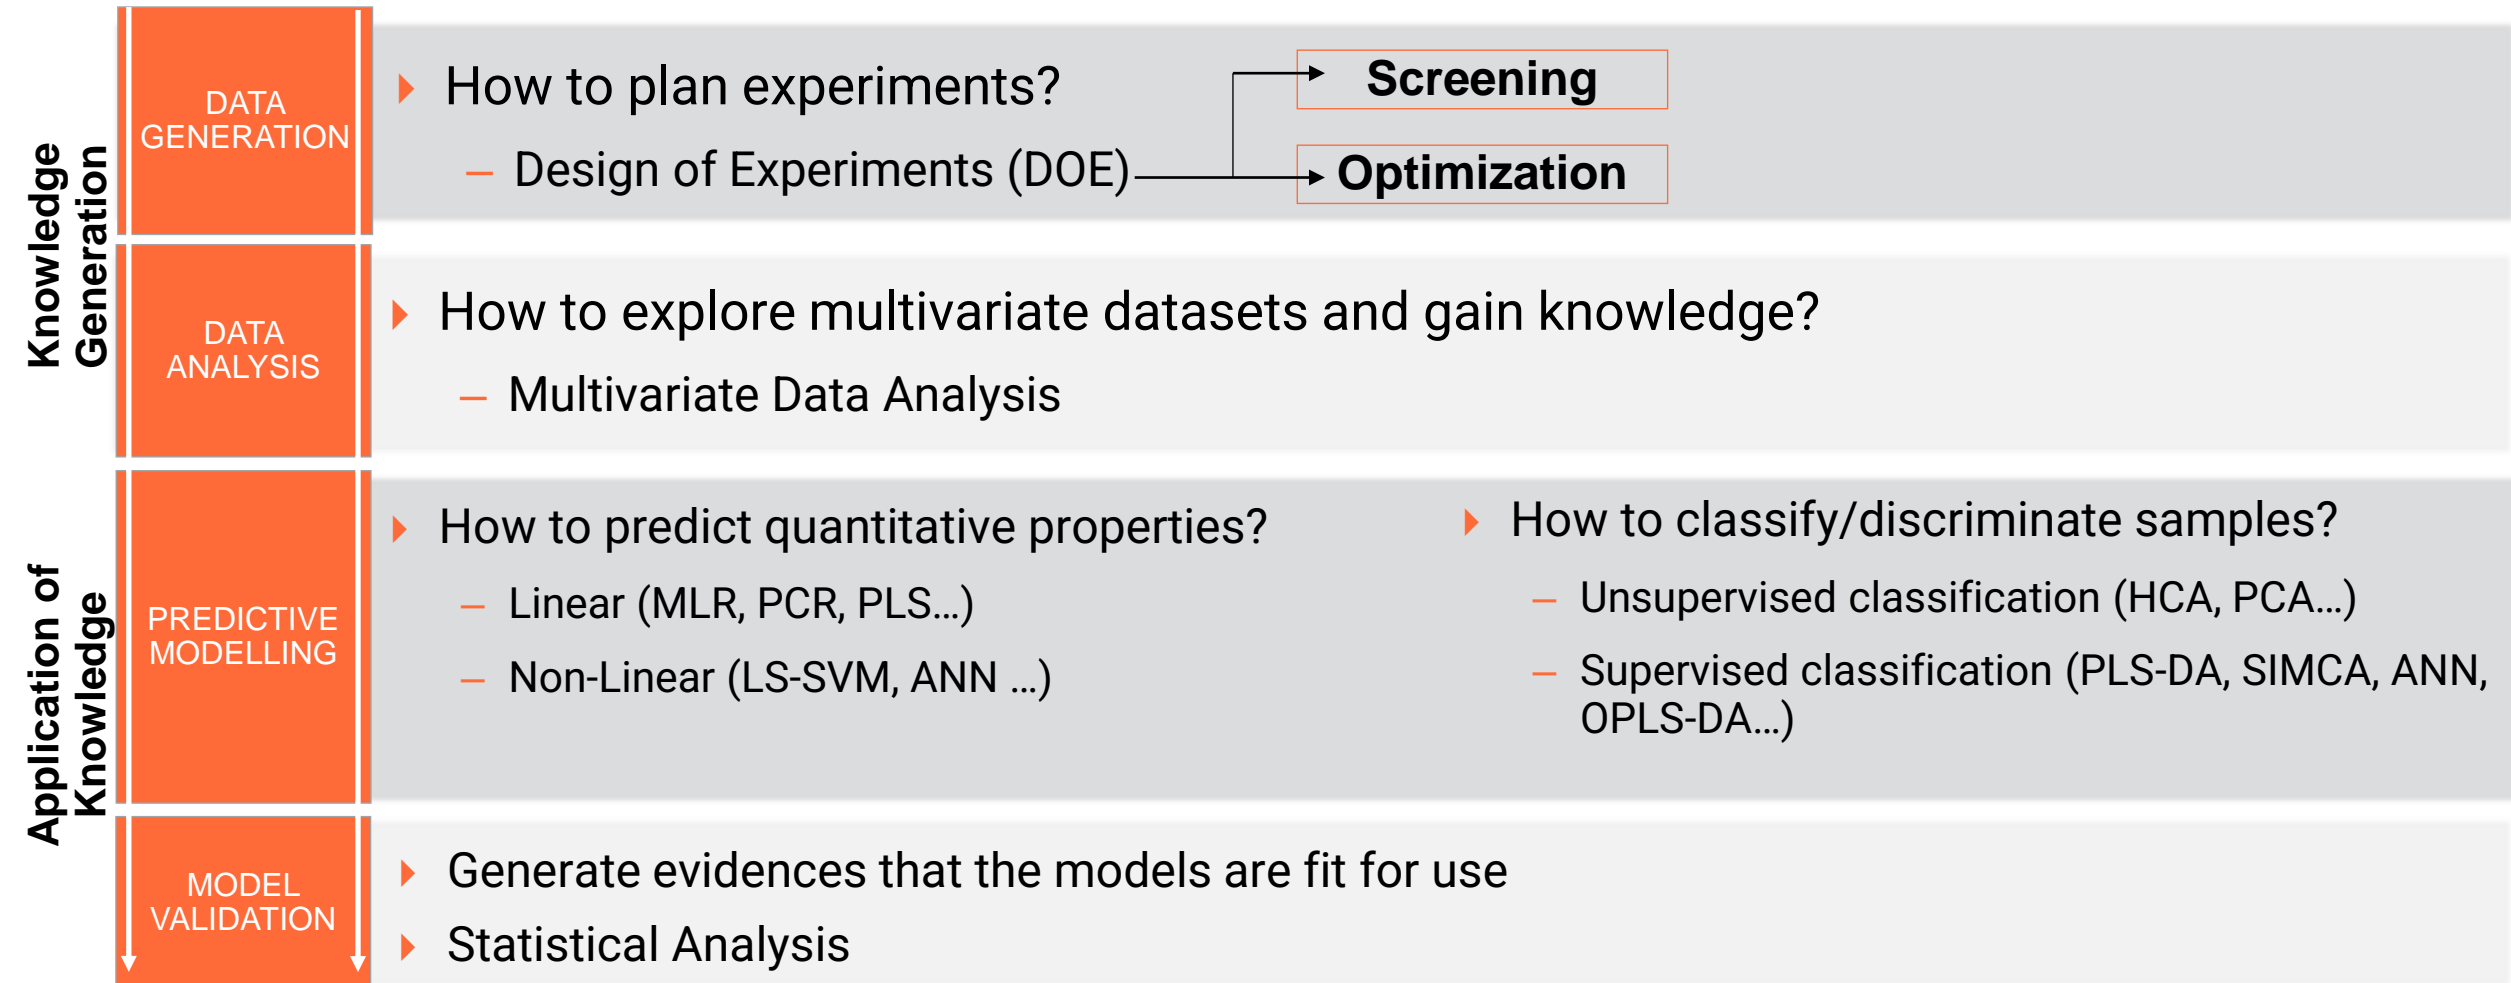 Knowledge
Generation
DATA
GENERATION
How to plan experiments?
– Design of Experiments (DOE)
Screening
Optimization
DATA
ANALYSIS
How to explore multivariate datasets and gain knowledge?
– Multivariate Data Analysis
Application of
Knowledge
PREDICTIVE
MODELLING
How to predict quantitative properties?
– Linear (MLR, PCR, PLS…)
– Non-Linear (LS-SVM, ANN …)
How to classify/discriminate samples?
– Unsupervised classification (HCA, PCA…)
– Supervised classification (PLS-DA, SIMCA, ANN,
OPLS-DA…)
MODEL
VALIDATION
Generate evidences that the models are fit for use
Statistical Analysis